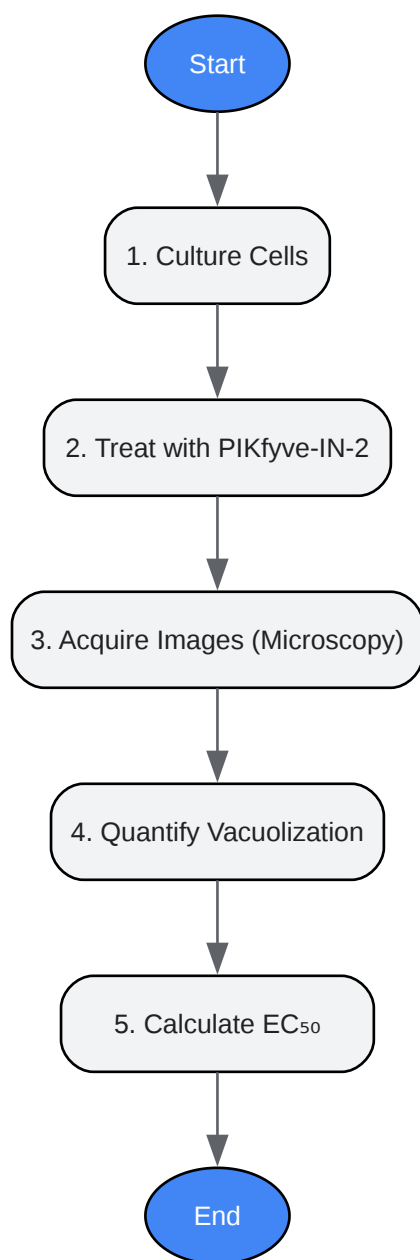 Start
1. Culture Cells
2. Treat with PIKfyve-IN-2
3. Acquire Images (Microscopy)
4. Quantify Vacuolization
5. Calculate EC₅₀
End